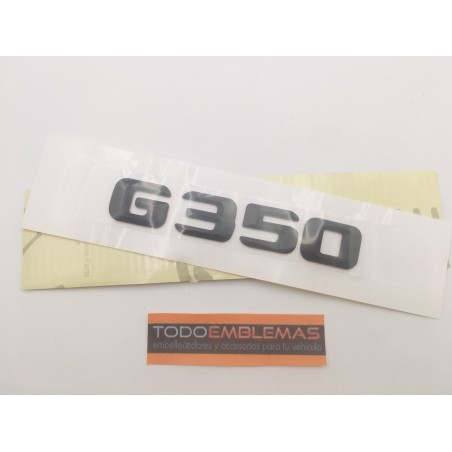 G350
TODOEMBLEMAS
embellecedores y accesorios para tu vehículo